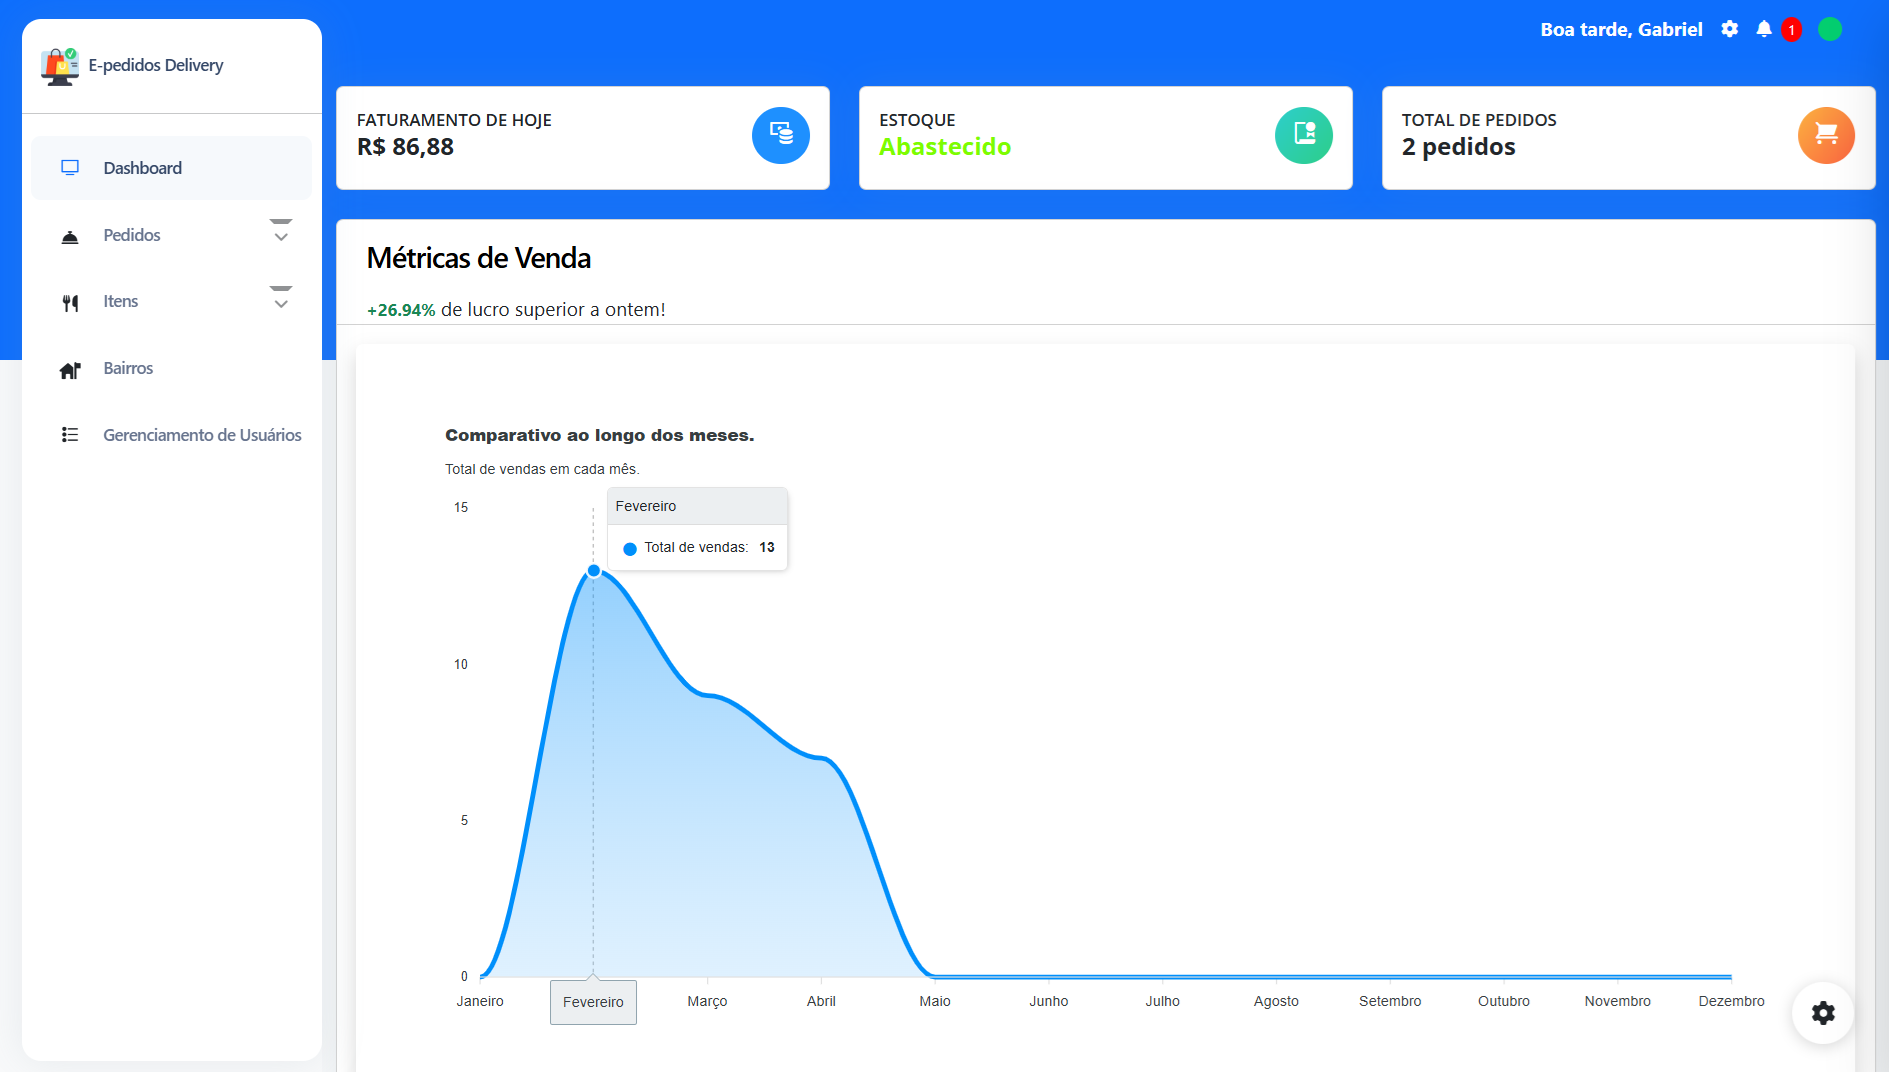 E-pedidos Delivery
Dashboard
Pedidos
Itens
Bairros
Gerenciamento de Usuários
Boa tarde, Gabriel
1
FATURAMENTO DE HOJE
R$ 86,88
ESTOQUE
Abastecido
TOTAL DE PEDIDOS
2 pedidos
Métricas de Venda
+26.94% de lucro superior a ontem!
Comparativo ao longo dos meses.
Total de vendas em cada mês.
15
Fevereiro
Total de vendas: 13
10
5
0
Janeiro Fevereiro Março Abril Maio Junho Julho Agosto Setembro Outubro Novembro Dezembro